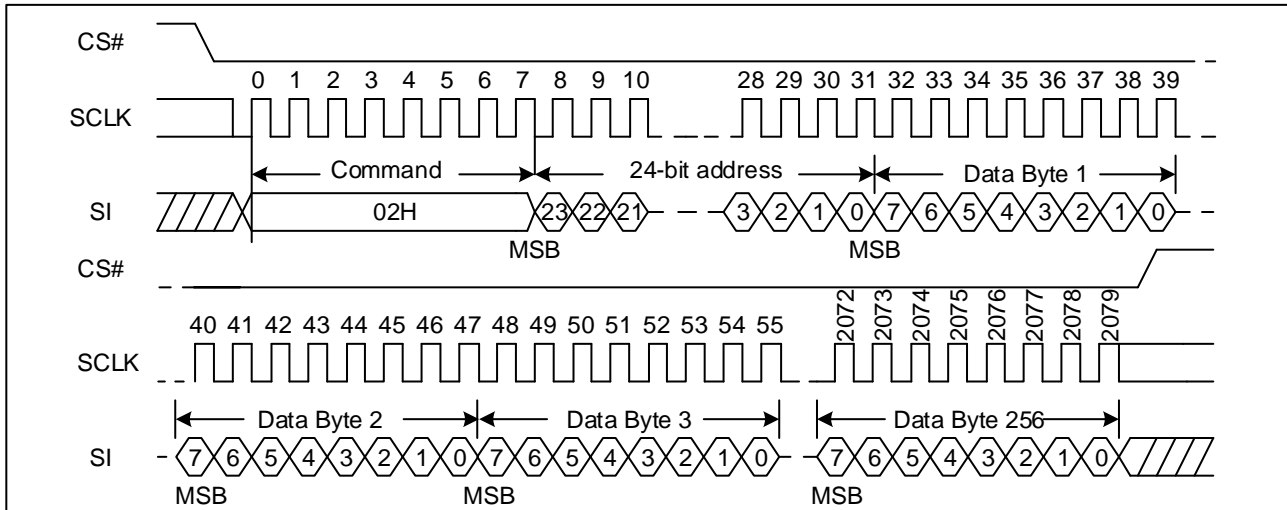 CS#
0 1 2 3 4 5 6 7 8 9 10 28 29 30 31 32 33 34 35 36 37 38 39
SCLK
Command 24-bit address Data Byte 1
SI 02H 23 22 21 3 2 1 0 7 6 5 4 3 2 1 0
MSB MSB
CS#
40 41 42 43 44 45 46 47 48 49 50 51 52 53 54 55 2072 2073 2074 2075 2076 2077 2078 2079
SCLK
Data Byte 2 Data Byte 3 Data Byte 256
SI 7 6 5 4 3 2 1 0 7 6 5 4 3 2 1 0 7 6 5 4 3 2 1 0
MSB MSB MSB